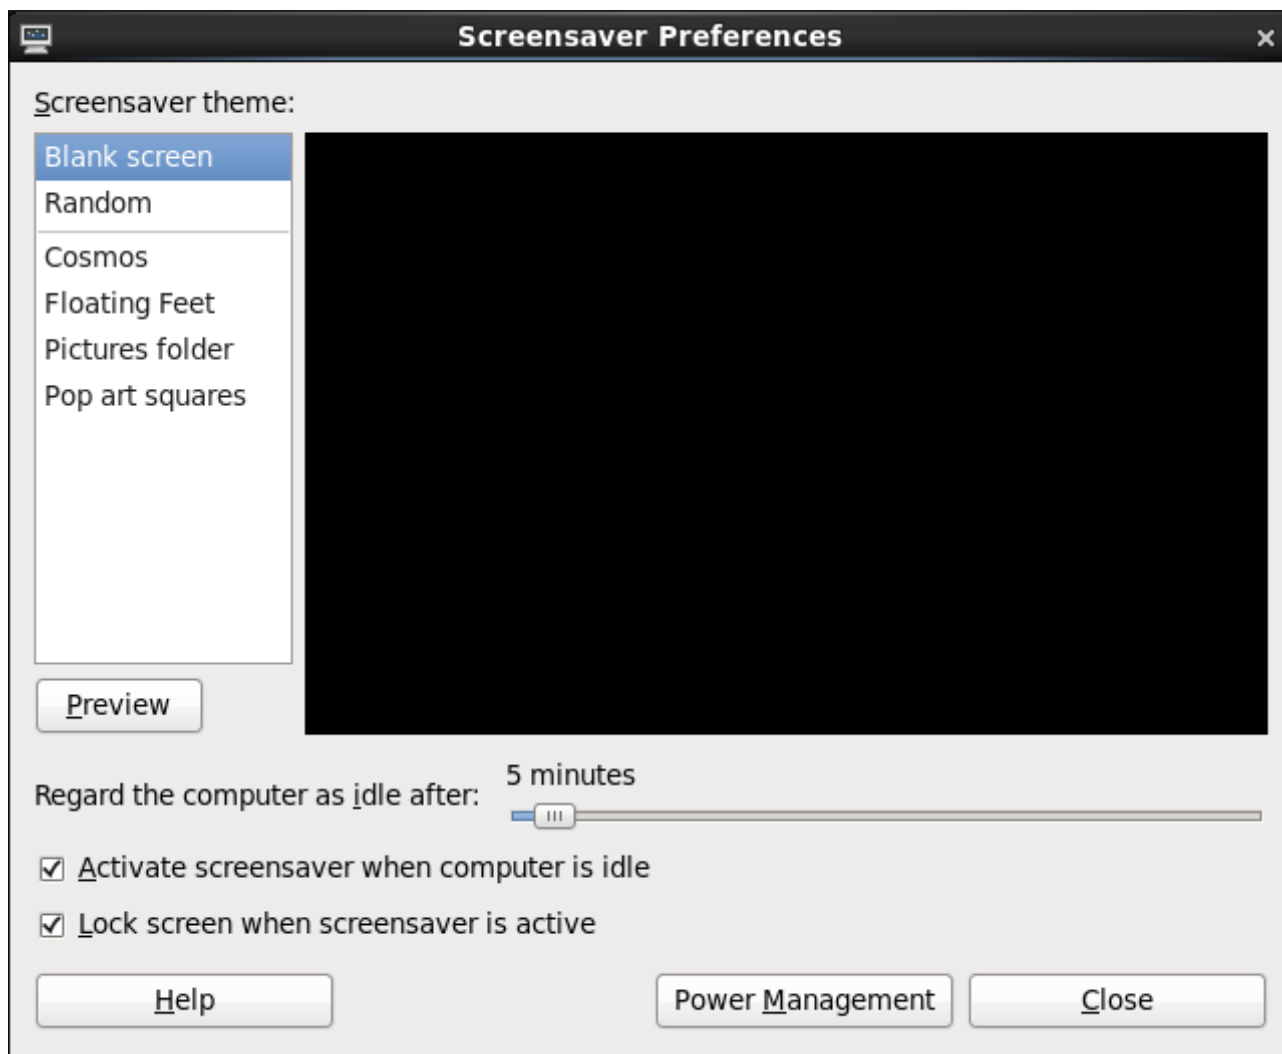 Screensaver Preferences
Screensaver theme:
Blank screen
Random
Cosmos
Floating Feet
Pictures folder
Pop art squares
Preview
5 minutes
Regard the computer as idle after:
Activate screensaver when computer is idle
Lock screen when screensaver is active
Help
Power Management
Close